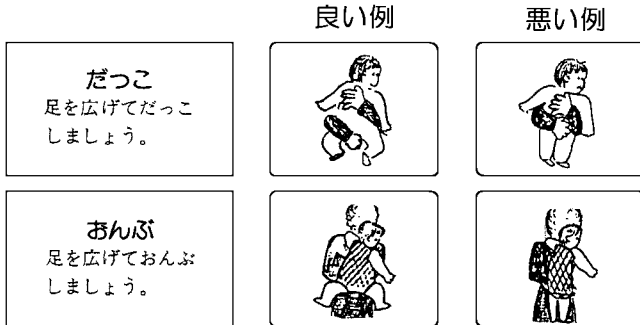 良い例
悪い例
だっこ
足を広げてだっこ
しましょう。
おんぶ
足を広げておんぶ
しましょう。